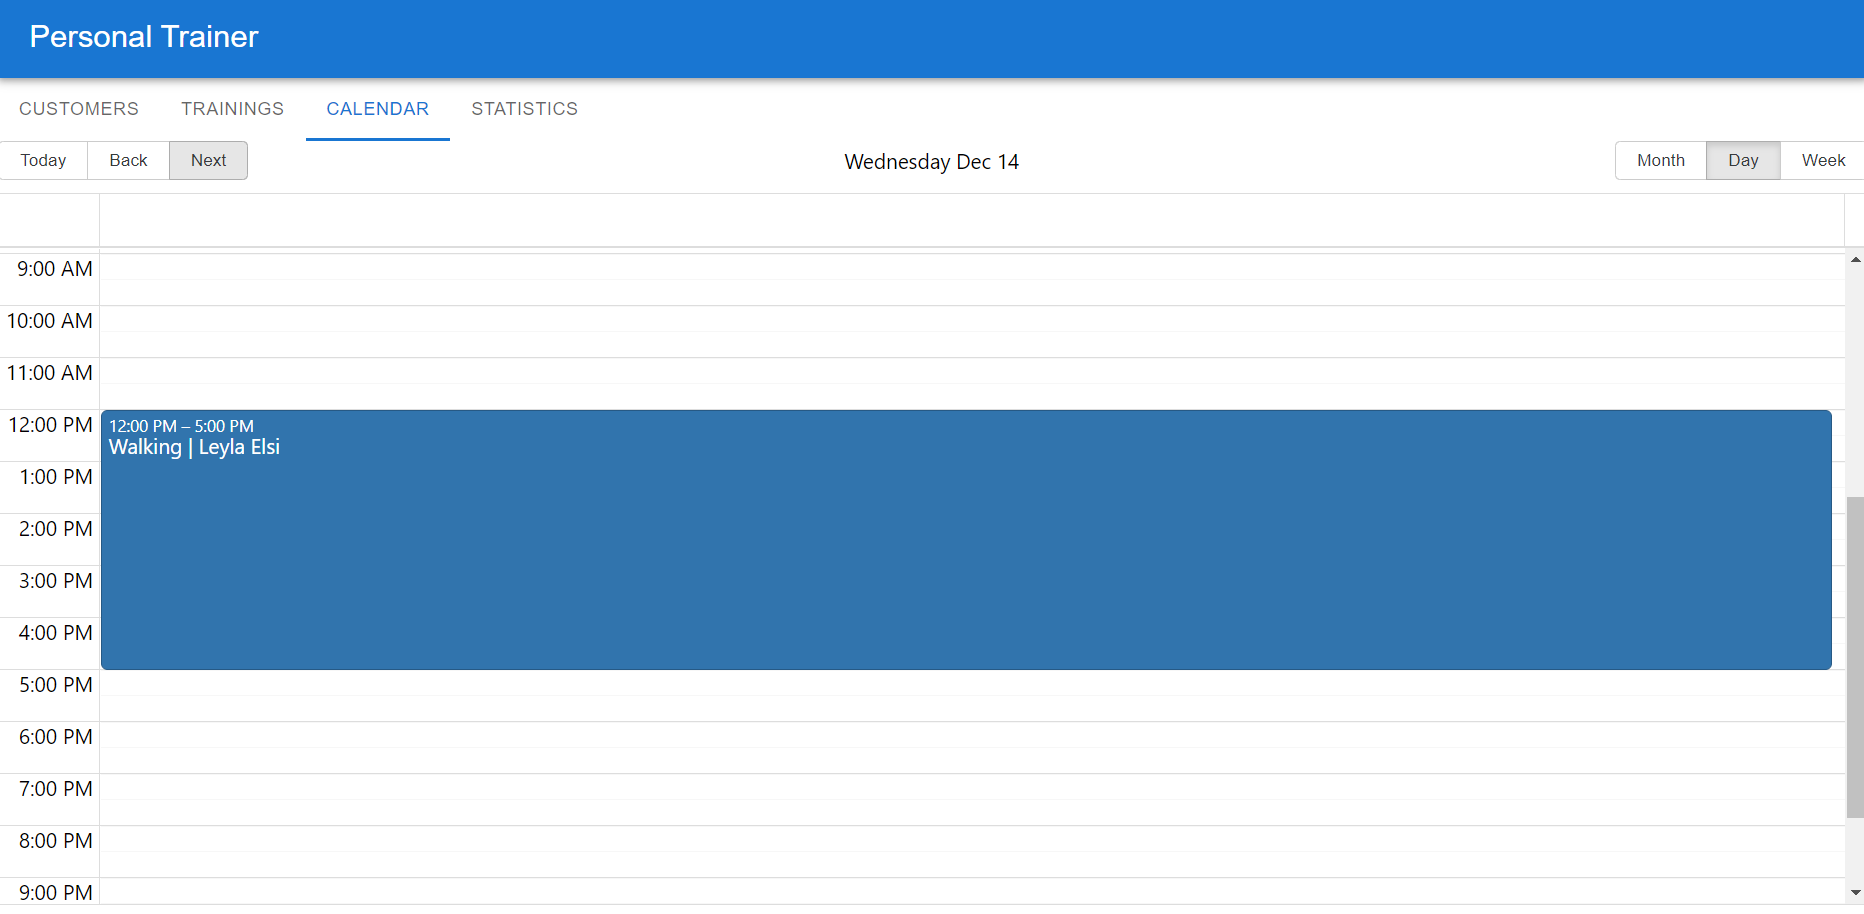 Personal Trainer
CUSTOMERS TRAININGS CALENDAR STATISTICS
Today Back Next Wednesday Dec 14 Month Day Week
9:00 AM
10:00 AM
11:00 AM
12:00 PM 12:00 PM – 5:00 PM
Walking | Leyla Elsi
1:00 PM
2:00 PM
3:00 PM
4:00 PM
5:00 PM
6:00 PM
7:00 PM
8:00 PM
9:00 PM